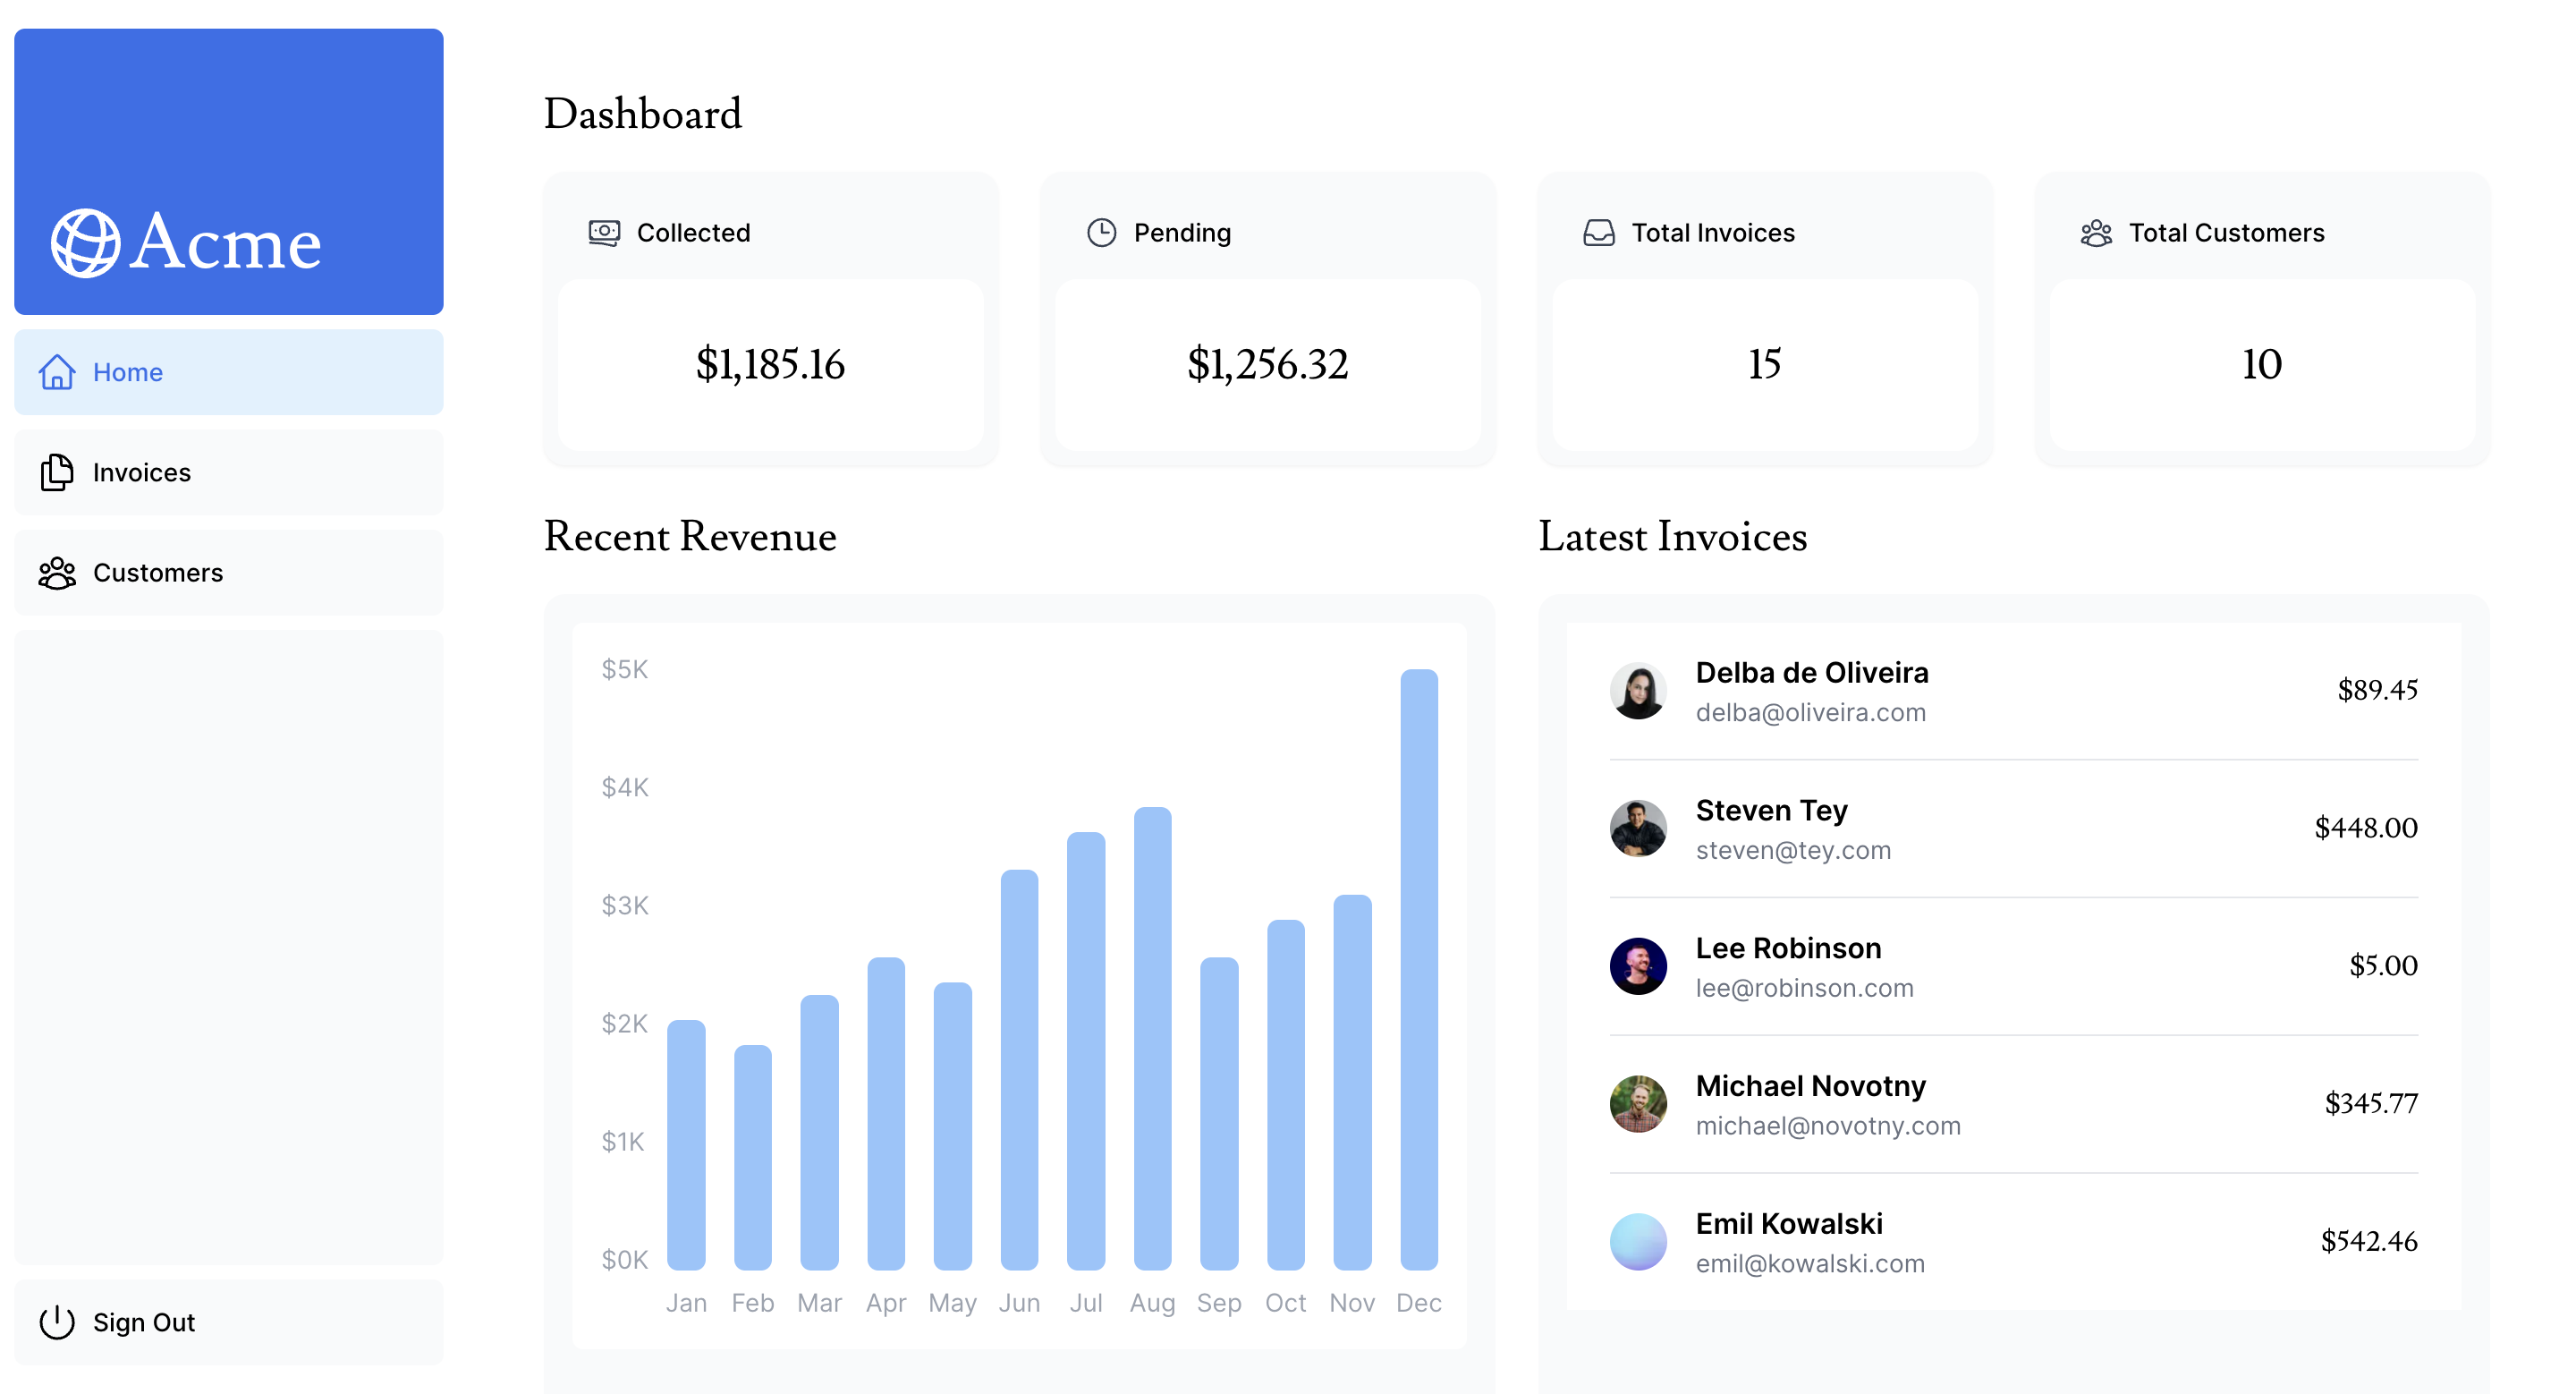 Acme
Home
Invoices
Customers
Sign Out
Dashboard
Collected
$1,185.16
Pending
$1,256.32
Total Invoices
15
Total Customers
10
Recent Revenue
$5K
$4K
$3K
$2K
$1K
$0K
Jan Feb Mar Apr May Jun Jul Aug Sep Oct Nov Dec
Latest Invoices
Delba de Oliveira
delba@oliveira.com
$89.45
Steven Tey
steven@tey.com
$448.00
Lee Robinson
lee@robinson.com
$5.00
Michael Novotny
michael@novotny.com
$345.77
Emil Kowalski
emil@kowalski.com
$542.46